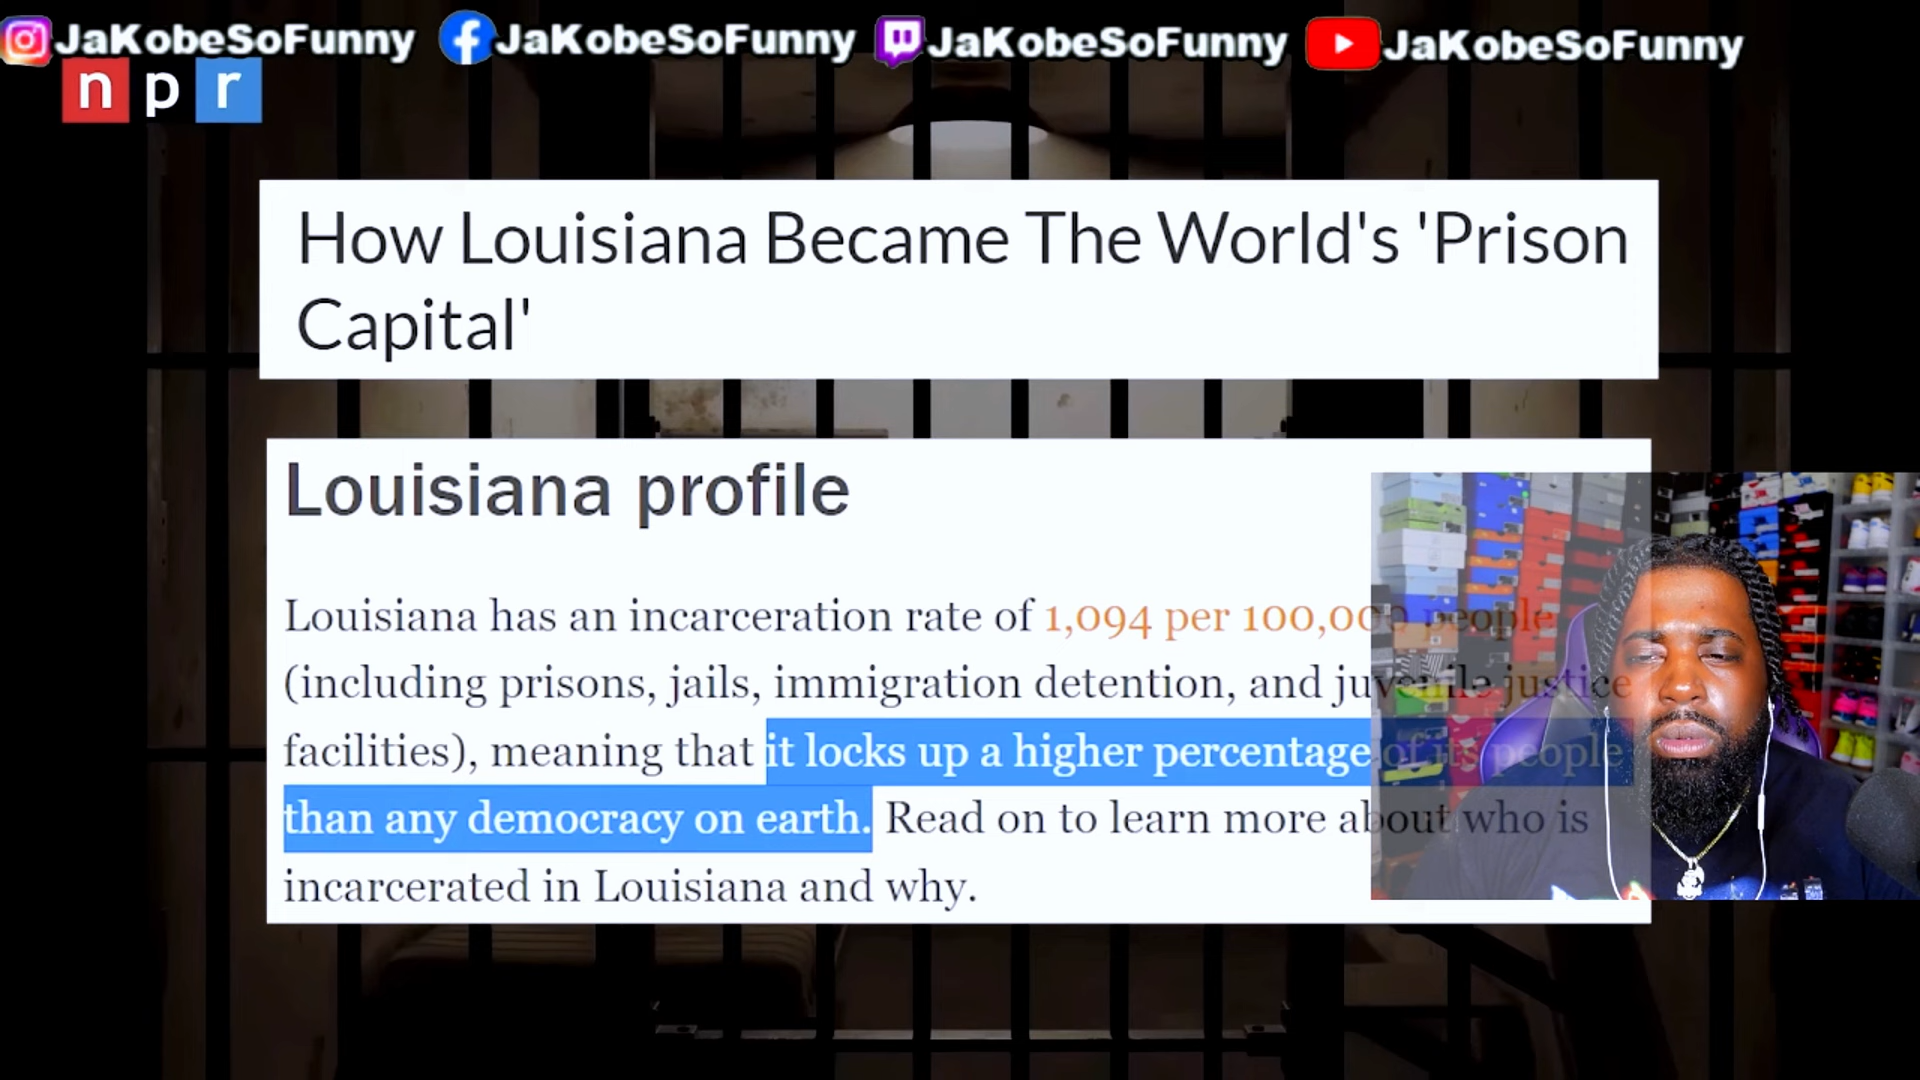 JaKobeSoFunny JaKobeSoFunny JaKobeSoFunny JaKobeSoFunny
npr
How Louisiana Became The World's 'Prison
Capital'
Louisiana profile
Louisiana has an incarceration rate of 1,094 per 100,000 people
(including prisons, jails, immigration detention, and juvenile justice
facilities), meaning that it locks up a higher percentage of its people
than any democracy on earth. Read on to learn more about who is
incarcerated in Louisiana and why.